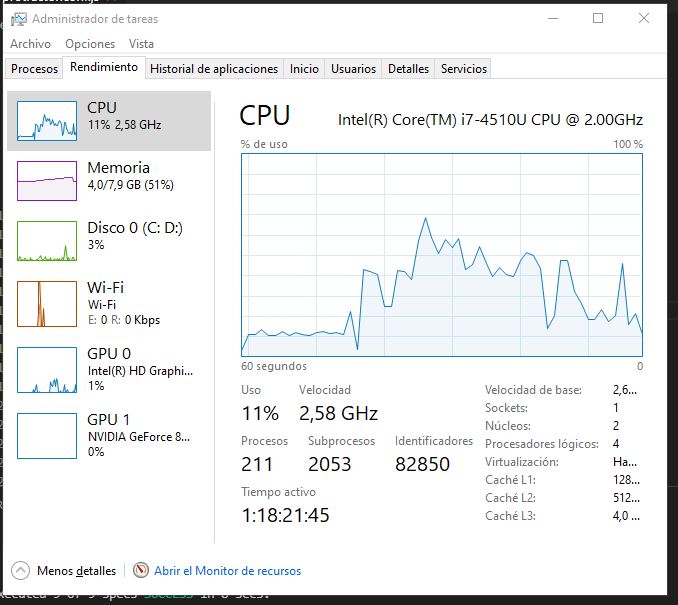 Administrador de tareas
Archivo Opciones Vista
Procesos Rendimiento Historial de aplicaciones Inicio Usuarios Detalles Servicios
CPU
11% 2,58 GHz
Memoria
4,0/7,9 GB (51%)
Disco 0 (C: D:)
3%
Wi-Fi
Wi-Fi
E: 0 R: 0 Kbps
GPU 0
Intel(R) HD Graphi...
1%
GPU 1
NVIDIA GeForce 8...
0%
CPU Intel(R) Core(TM) i7-4510U CPU @ 2.00GHz
% de uso 100 %
60 segundos 0
Uso Velocidad
11% 2,58 GHz
Procesos Subprocesos Identificadores
211 2053 82850
Tiempo activo
1:18:21:45
Velocidad de base: 2,6...
Sockets: 1
Núcleos: 2
Procesadores lógicos: 4
Virtualización: Ha...
Caché L1: 128...
Caché L2: 512...
Caché L3: 4,0 ...
Menos detalles Abrir el Monitor de recursos